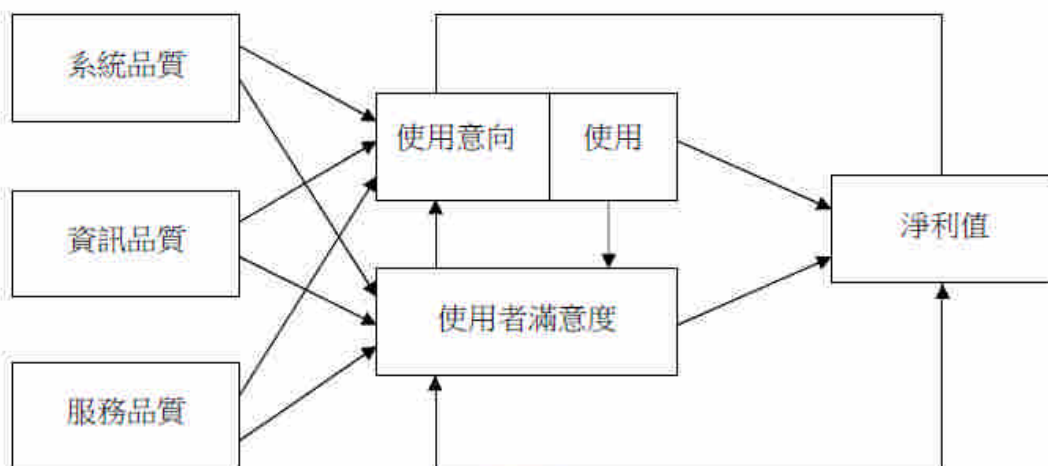 系統品質
使用意向
使用
資訊品質
淨利值
使用者滿意度
服務品質